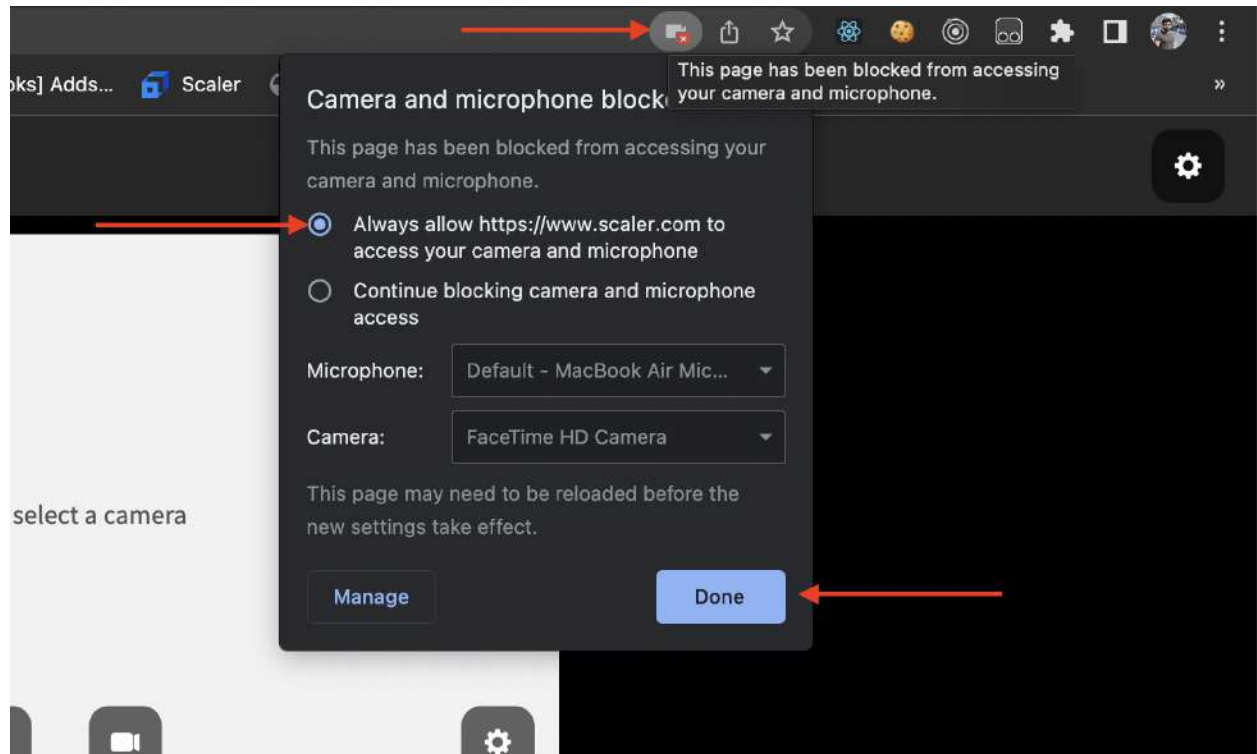 oks] Adds...
Scaler
This page has been blocked from accessing
your camera and microphone.
»
Camera and microphone block
This page has been blocked from accessing your
camera and microphone.
Always allow https://www.scaler.com to
access your camera and microphone
Continue blocking camera and microphone
access
Microphone:
Default - MacBook Air Mic...
Camera:
FaceTime HD Camera
This page may need to be reloaded before the
new settings take effect.
select a camera
Manage
Done